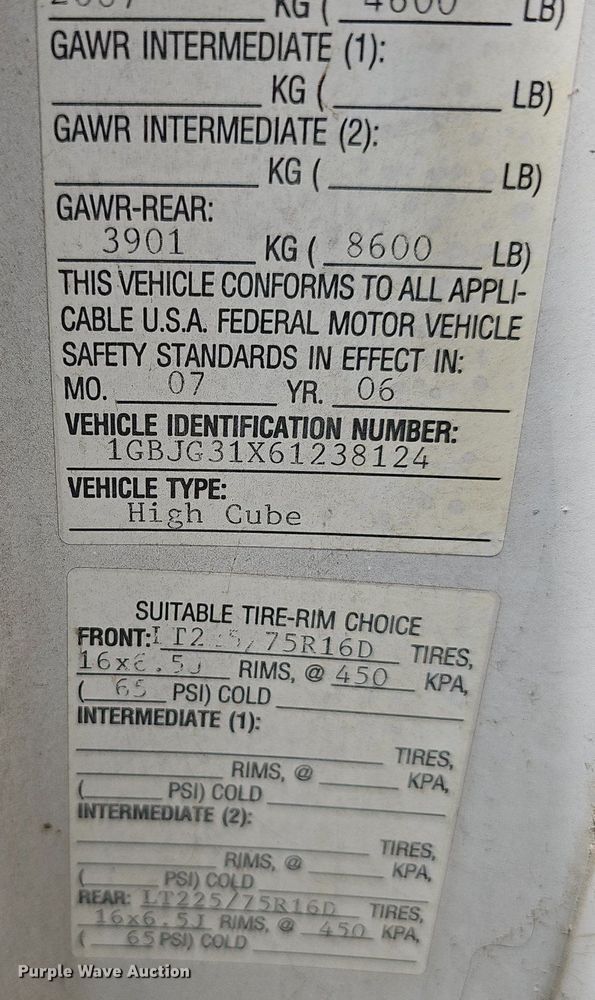 KG ( 4600 LB)
GAWR INTERMEDIATE (1):
KG ( LB)
GAWR INTERMEDIATE (2):
KG ( LB)
GAWR-REAR:
3901 KG ( 8600 LB)
THIS VEHICLE CONFORMS TO ALL APPLI-
CABLE U.S.A. FEDERAL MOTOR VEHICLE
SAFETY STANDARDS IN EFFECT IN:
MO. 07 YR. 06
VEHICLE IDENTIFICATION NUMBER:
1GBJG31X61238124
VEHICLE TYPE:
High Cube
SUITABLE TIRE-RIM CHOICE
FRONT: TIRES,
RIMS, @ 450 KPA,
( 65 PSI) COLD
INTERMEDIATE (1):
TIRES,
RIMS, @ KPA,
( PSI) COLD
INTERMEDIATE (2):
TIRES,
RIMS, @ KPA,
( PSI) COLD
REAR: LT225/75R16D TIRES,
16x6.5J RIMS, @ 450 KPA,
( 65 PSI) COLD
Purple Wave Auction